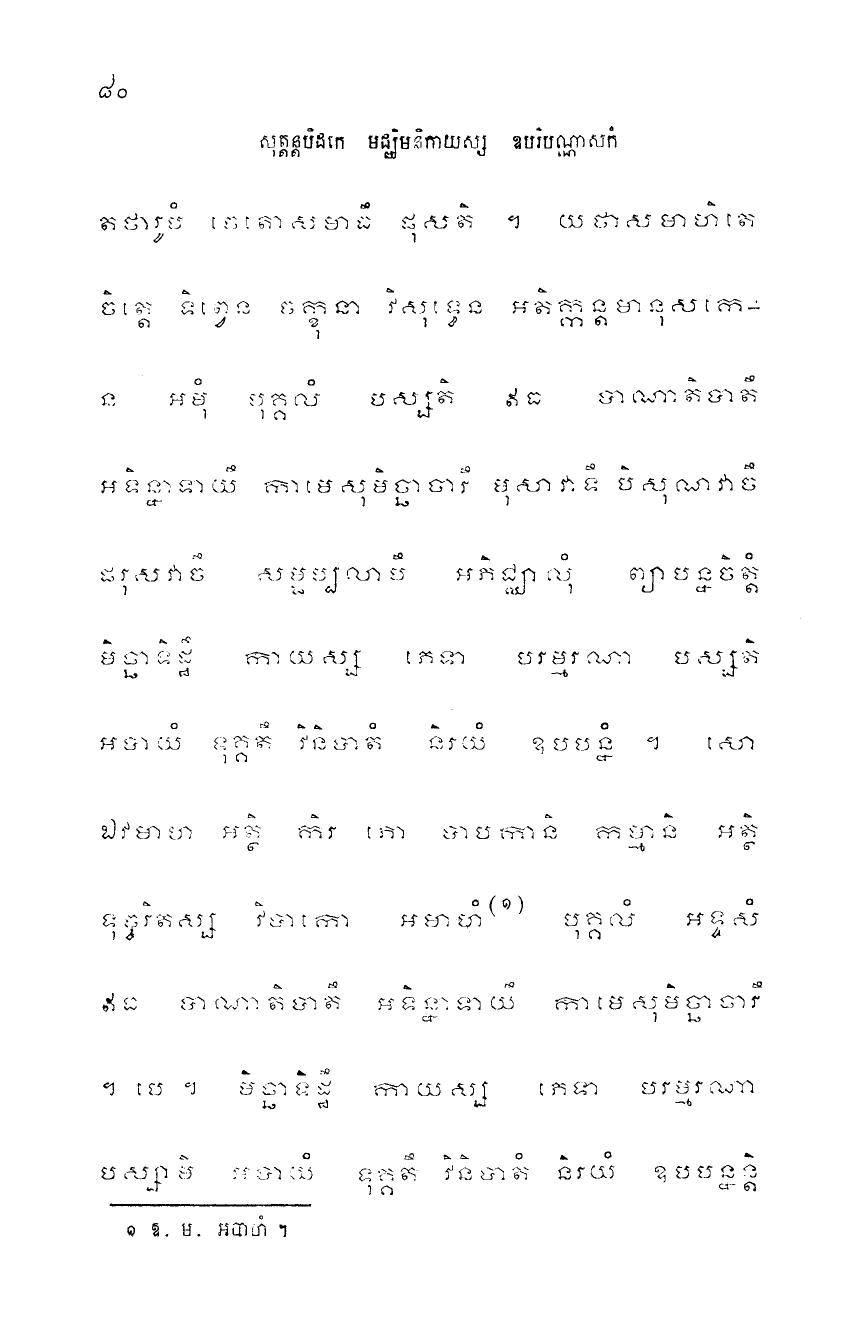 ៨០
សុត្តន្តបិដកេ មជ្ឈិមនិកាយស្ស ឧបរិបណ្ណាសកំ
តថារូបំ ចេតោសមាធឹ ផុសតិ ។ យថាសមាហិតេ
ចិត្តេ ទិព្វេន ចក្ខុនា វិសុទ្ធេន អតិក្កន្តមានុសកេ-
ន អមុំ បុគ្គលំ បស្សតិ ឥធ បាណាតិបាតឹ
អទិន្នាទាយឹ កាមេសុមិច្ឆាចារឹ មុសាវាទឹ បិសុណវាចឹ
ផរុសវាចឹ សម្ផប្បលាបឹ អភិជ្ឈាលុំ ព្យាបន្នចិត្តំ
មិច្ឆាទិដ្ឋឹ កាយស្ស ភេទា បរម្មរណា បស្សតិ
អបាយំ ទុគ្គតឹ វិនិបាតំ និរយំ ឧបបន្នំ ។ សោ
ឯវមាហ អត្ថិ កិរ ភោ បាបកានិ កម្មានិ អត្ថិ
ទុច្ចរិតស្ស វិបាកោ អមាហំ(១) បុគ្គលំ អទ្ទសំ
ឥធ បាណាតិបាតឹ អទិន្នាទាយឹ កាមេសុមិច្ឆាចារឹ
។ បេ ។ មិច្ឆាទិដ្ឋឹ កាយស្ស ភេទា បរម្មរណា
បស្សាមិ អបាយំ ទុគ្គតឹ វិនិបាតំ និរយំ ឧបបន្នន្តិ
១ ឱ. ម. អបាហំ ។